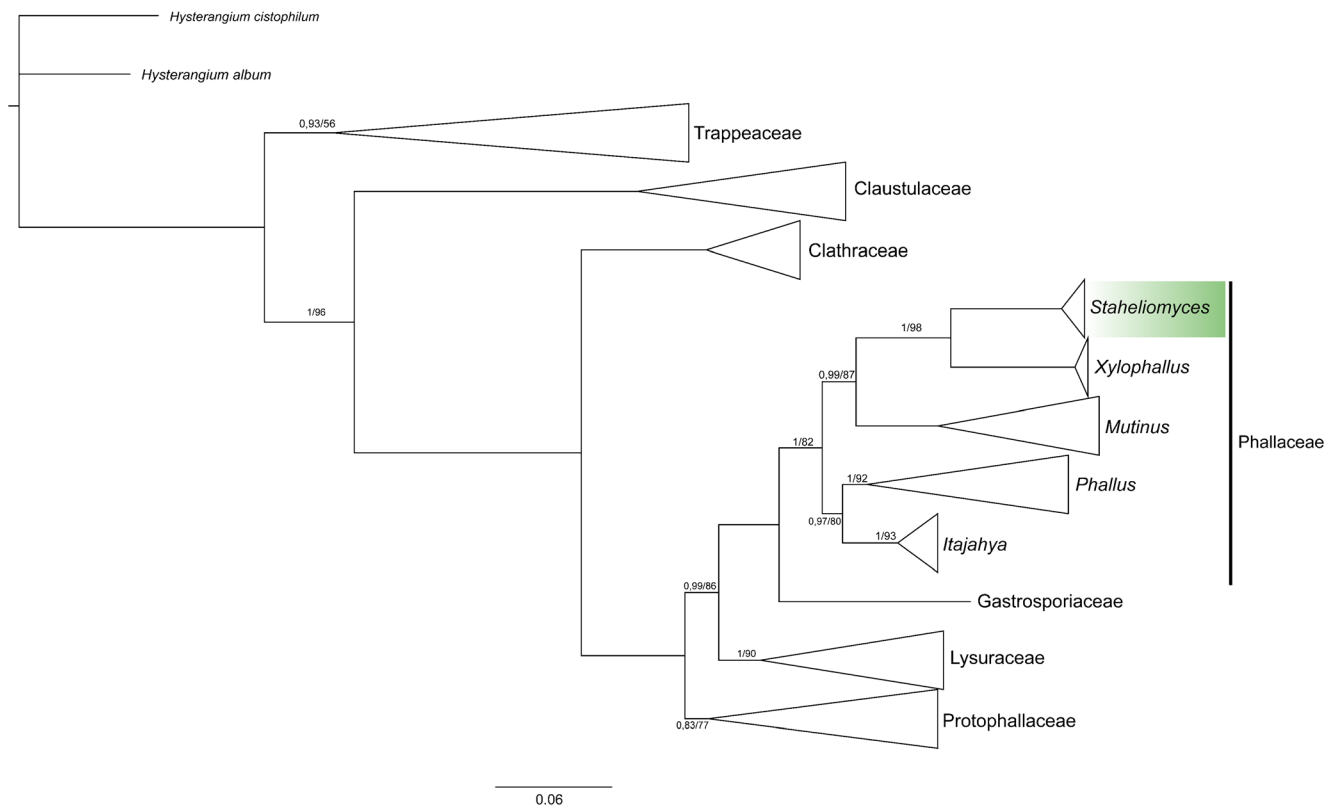 Hysterangium cistophilum
Hysterangium album
0,93/56
Trappeaceae
Claustulaceae
Clathraceae
Staheliomyces
1/96
1/98
Xylophallus
0,99/87
Mutinus
Phallaceae
1/82
1/92
Phallus
0,97/80
1/93
Itajahya
0,99/86
Gastrosporiaceae
1/90
Lysuraceae
0,83/77
Protophallaceae
0.06